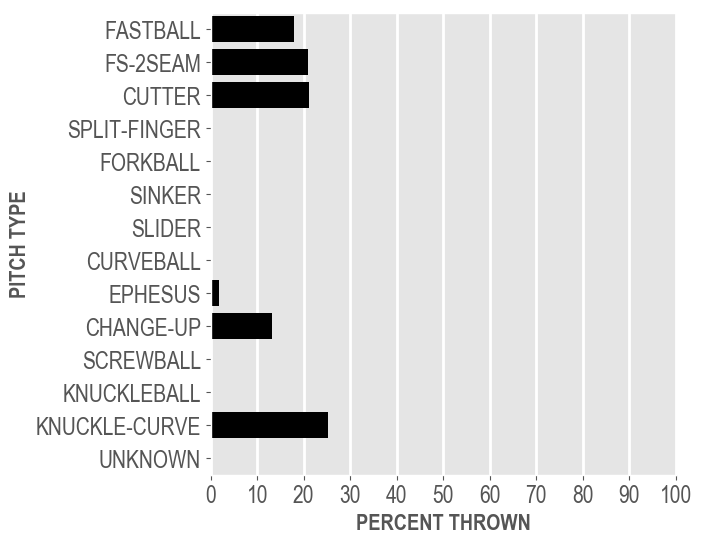 FASTBALL
FS-2SEAM
CUTTER
SPLIT-FINGER
FORKBALL
SINKER
SLIDER
CURVEBALL
EPHESUS
CHANGE-UP
SCREWBALL
KNUCKLEBALL
KNUCKLE-CURVE
UNKNOWN
PITCH TYPE
0 10 20 30 40 50 60 70 80 90 100
PERCENT THROWN